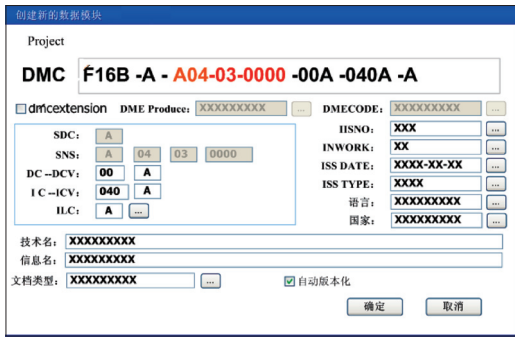 创建新的数据模块
Project
DMC F16B -A - A04-03-0000 -00A -040A -A
dmcextension DME Produce: XXXXXXXXX ... DMECODE: XXXXXXXXX ...
SDC: A
SNS: A 04 03 0000
DC --DCV: 00 A
I C --ICV: 040 A
ILC: A ...
IISNO: XXX ...
INWORK: XX ...
ISS DATE: XXXX-XX-XX ...
ISS TYPE: XXXX ...
语言: XXXXXXXXX ...
国家: XXXXXXXXX ...
技术名: XXXXXXXXX
信息名: XXXXXXXXX
文档类型: XXXXXXXXX ... 自动版本化
确定 取消